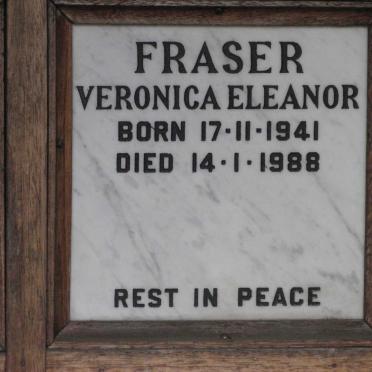 FRASER
VERONICA ELEANOR
BORN 17·11·1941
DIED 14·1·1988
REST IN PEACE